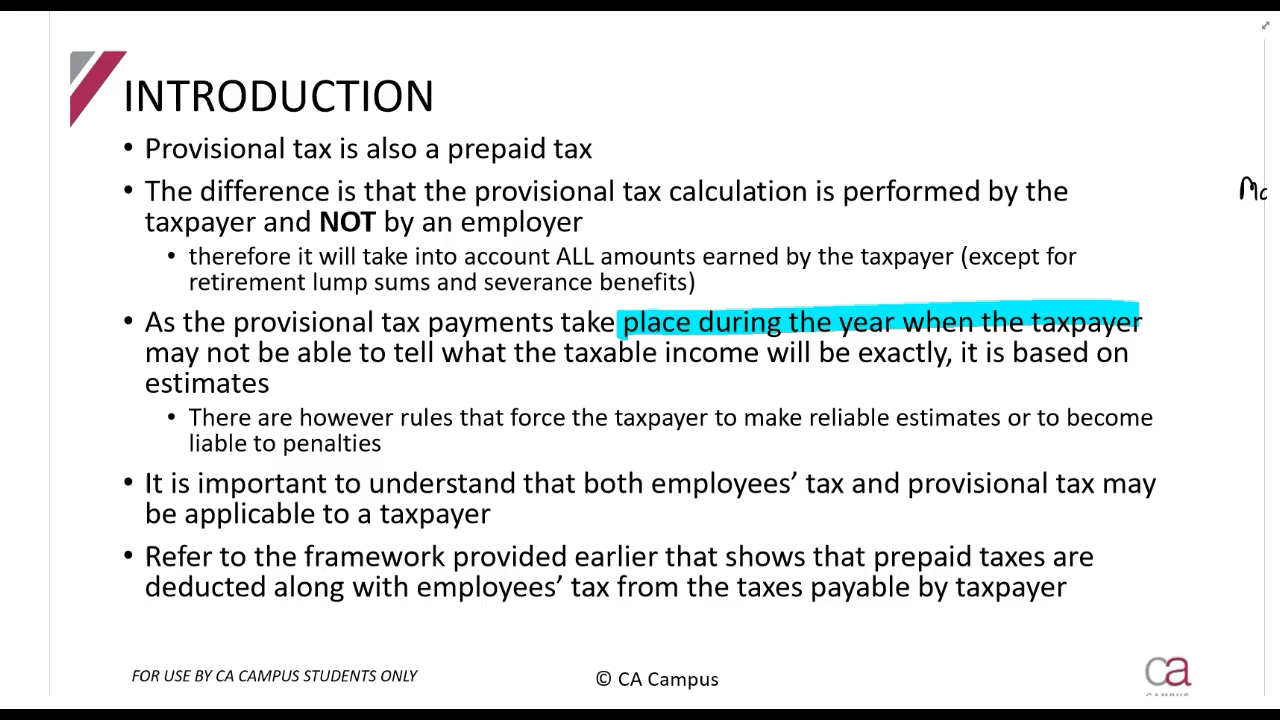 INTRODUCTION
• Provisional tax is also a prepaid tax
• The difference is that the provisional tax calculation is performed by the
taxpayer and NOT by an employer
• therefore it will take into account ALL amounts earned by the taxpayer (except for
retirement lump sums and severance benefits)
• As the provisional tax payments take place during the year when the taxpayer
may not be able to tell what the taxable income will be exactly, it is based on
estimates
• There are however rules that force the taxpayer to make reliable estimates or to become
liable to penalties
• It is important to understand that both employees’ tax and provisional tax may
be applicable to a taxpayer
• Refer to the framework provided earlier that shows that prepaid taxes are
deducted along with employees’ tax from the taxes payable by taxpayer
FOR USE BY CA CAMPUS STUDENTS ONLY
© CA Campus
ca
CAMPUS